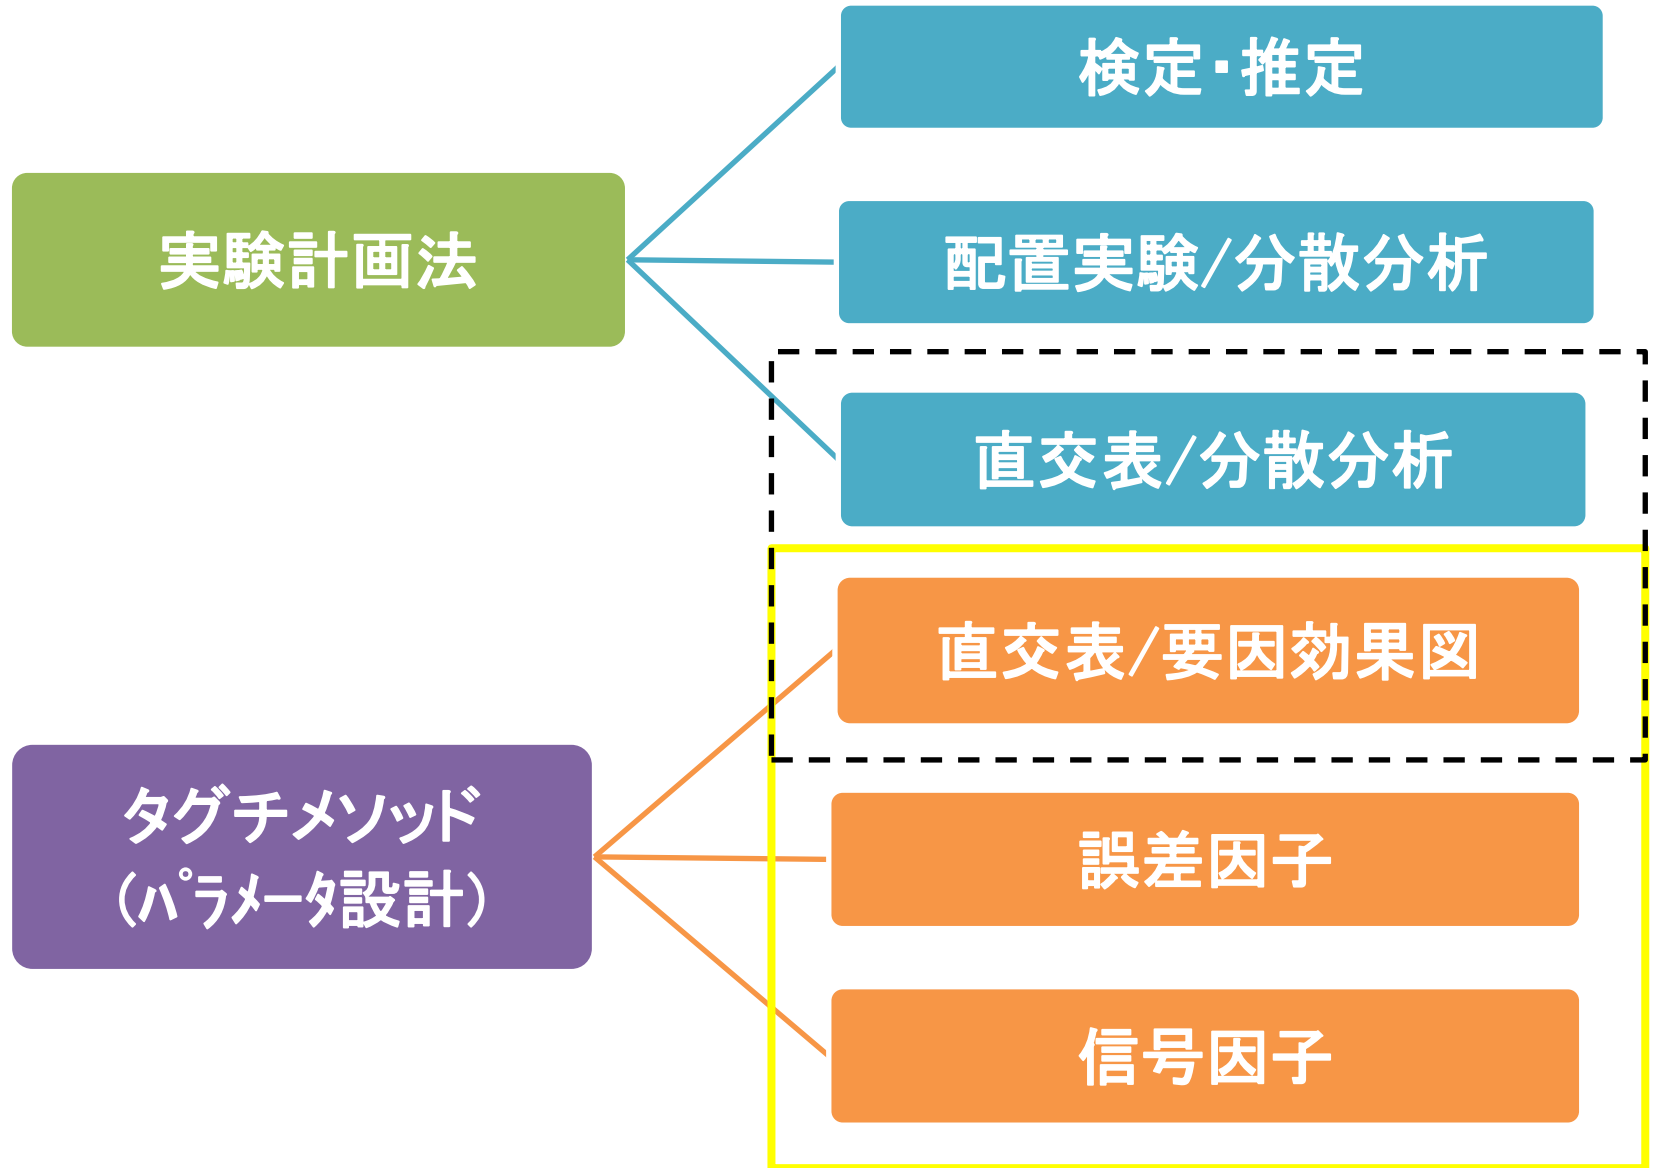 検定・推定
実験計画法
配置実験/分散分析
直交表/分散分析
直交表/要因効果図
タグチメソッド
(ﾊﾟﾗﾒｰﾀ設計)
誤差因子
信号因子